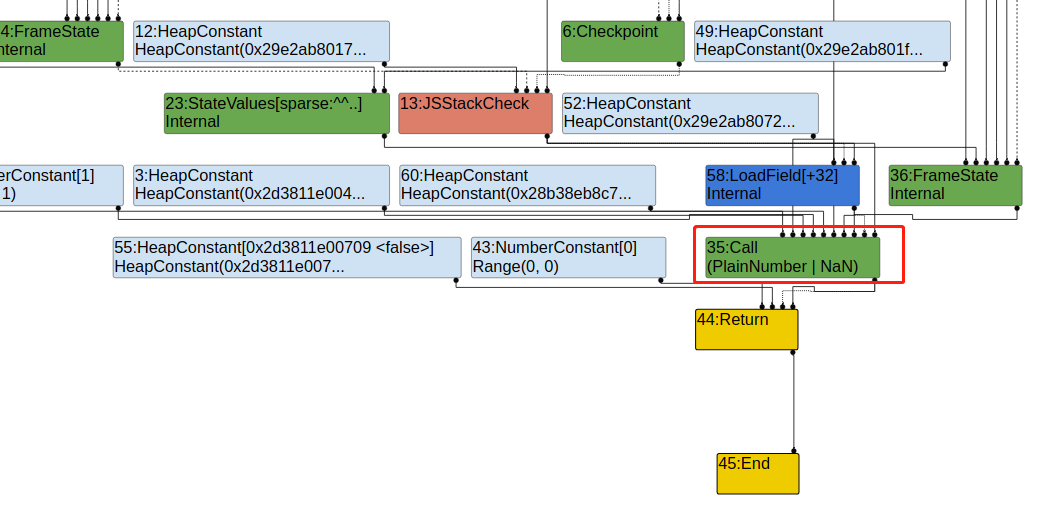 4:FrameState
nternal
12:HeapConstant
HeapConstant(0x29e2ab8017...
6:Checkpoint
49:HeapConstant
HeapConstant(0x29e2ab801f...
23:StateValues[sparse:^^..]
Internal
13:JSStackCheck
52:HeapConstant
HeapConstant(0x29e2ab8072...
erConstant[1]
1)
3:HeapConstant
HeapConstant(0x2d3811e004...
60:HeapConstant
HeapConstant(0x28b38eb8c7...
58:LoadField[+32]
Internal
36:FrameState
Internal
55:HeapConstant[0x2d3811e00709 <false>]
HeapConstant(0x2d3811e007...
43:NumberConstant[0]
Range(0, 0)
35:Call
(PlainNumber | NaN)
44:Return
45:End